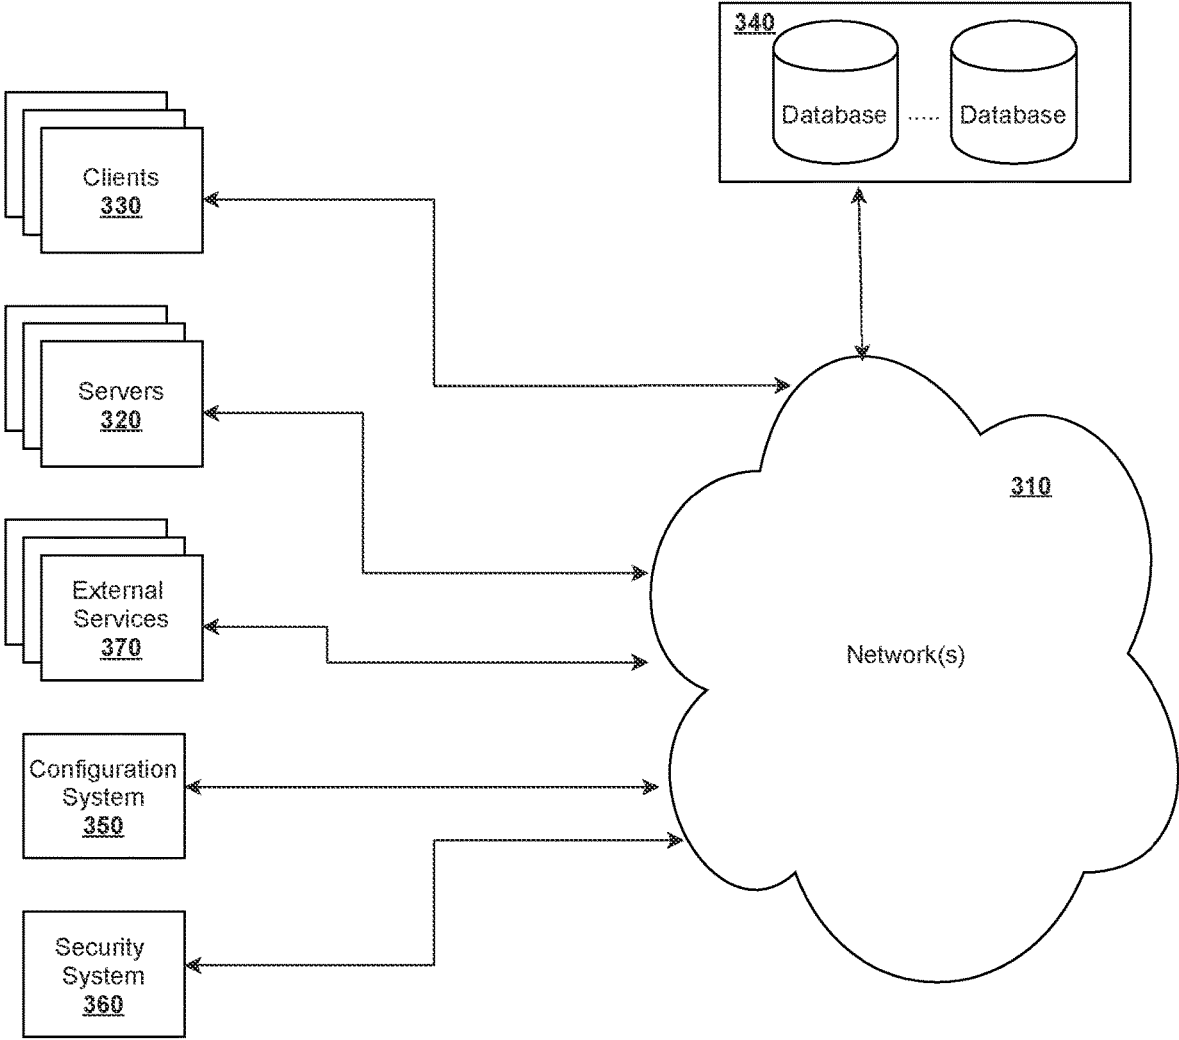 340
Database ..... Database
Clients
330
Servers
320
External
Services
370
Configuration
System
350
Security
System
360
310
Network(s)